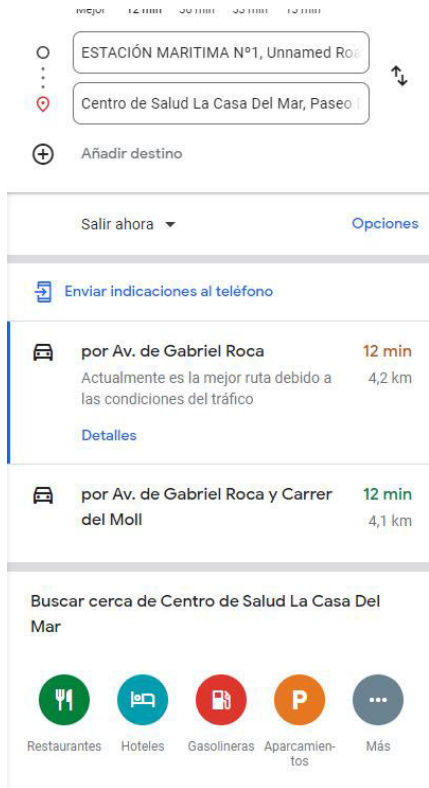 Mejor 12 min
ESTACIÓN MARITIMA Nº1, Unnamed Roa
Centro de Salud La Casa Del Mar, Paseo
Añadir destino
Salir ahora
Opciones
Enviar indicaciones al teléfono
por Av. de Gabriel Roca 12 min
Actualmente es la mejor ruta debido a 4,2 km
las condiciones del tráfico
Detalles
por Av. de Gabriel Roca y Carrer 12 min
del Moll 4,1 km
Buscar cerca de Centro de Salud La Casa Del
Mar
P
Restaurantes Hoteles Gasolineras Aparcamien- Más
tos